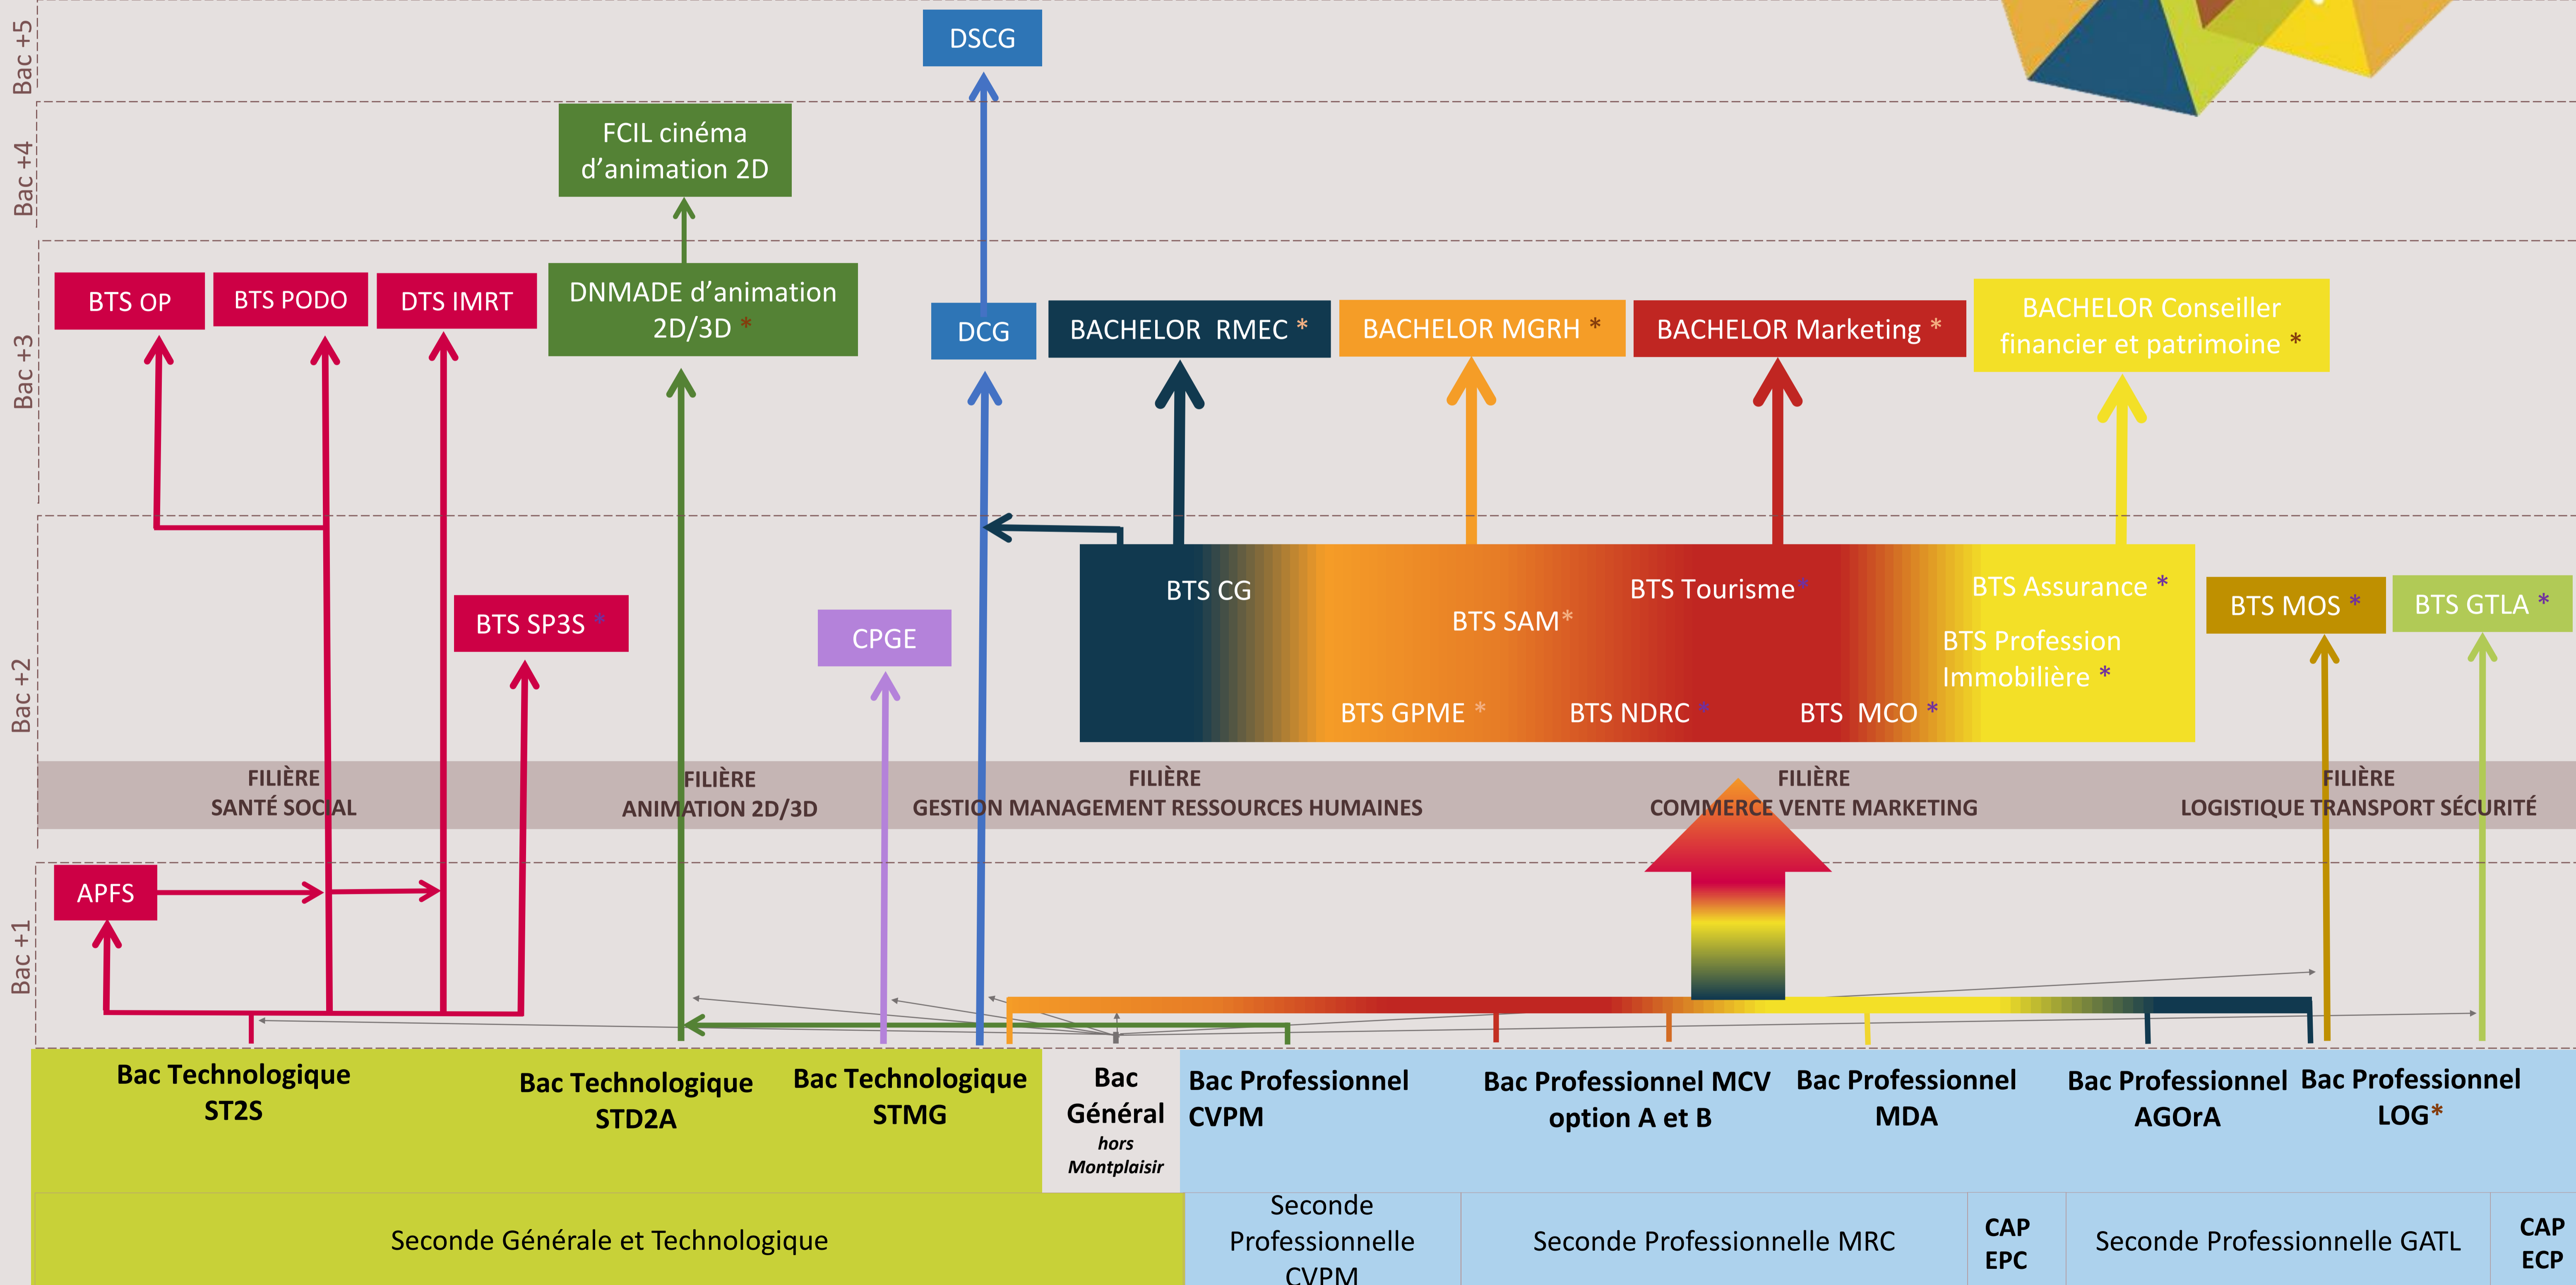 Bac +5
DSCG
Bac +4
FCIL cinéma
d’animation 2D
Bac +3
BTS OP
BTS PODO
DTS IMRT
DNMADE d’animation
2D/3D *
DCG
BACHELOR RMEC *
BACHELOR MGRH *
BACHELOR Marketing *
BACHELOR Conseiller
financier et patrimoine *
Bac +2
BTS SP3S *
CPGE
BTS CG
BTS SAM*
BTS GPME *
BTS Tourisme*
BTS NDRC *
BTS MCO *
BTS Assurance *
BTS Profession
Immobilière *
BTS MOS *
BTS GTLA *
FILIÈRE
SANTÉ SOCIAL
FILIÈRE
ANIMATION 2D/3D
FILIÈRE
GESTION MANAGEMENT RESSOURCES HUMAINES
FILIÈRE
COMMERCE VENTE MARKETING
FILIÈRE
LOGISTIQUE TRANSPORT SÉCURITÉ
Bac +1
APFS
Bac Technologique
ST2S
Bac Technologique
STD2A
Bac Technologique
STMG
Bac
Général
hors
Montplaisir
Bac Professionnel
CVPM
Bac Professionnel MCV
option A et B
Bac Professionnel
MDA
Bac Professionnel
AGOrA
Bac Professionnel
LOG*
Seconde Générale et Technologique
Seconde
Professionnelle
CVPM
Seconde Professionnelle MRC
CAP
EPC
Seconde Professionnelle GATL
CAP
ECP